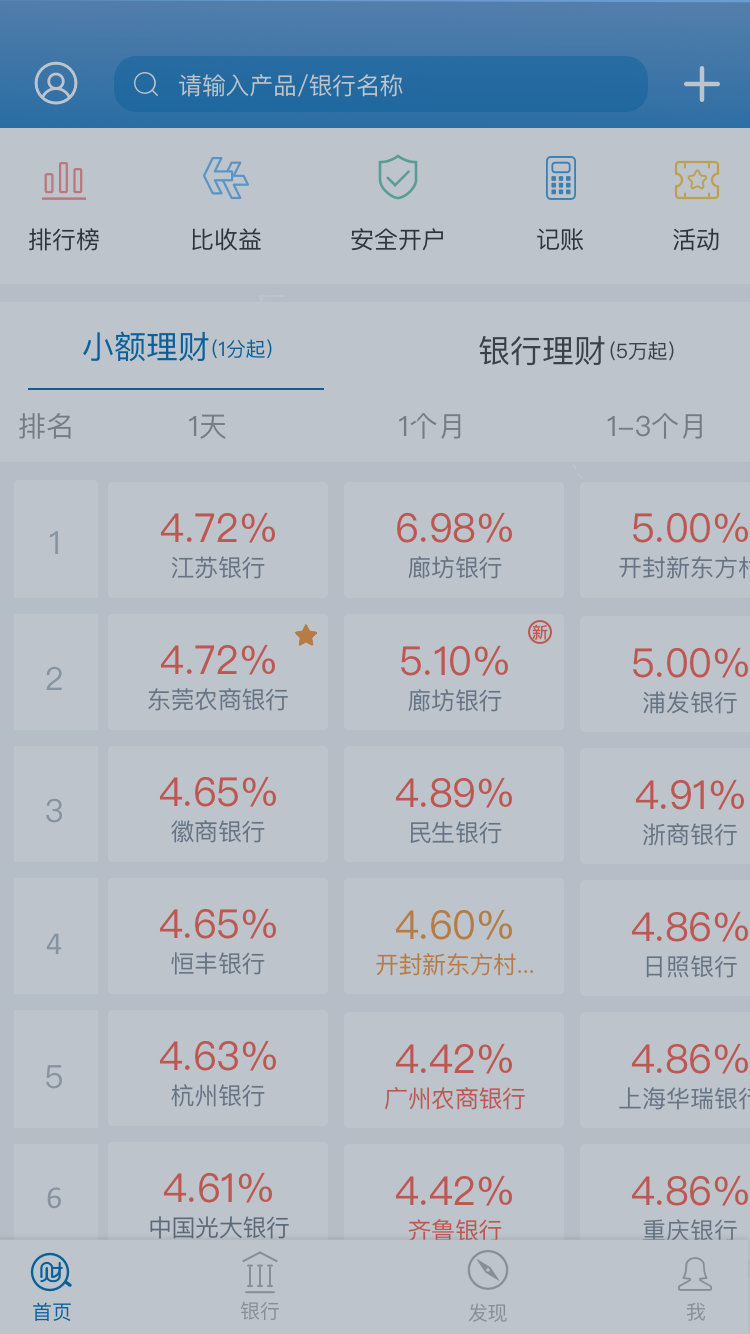 请输入产品/银行名称
排行榜 比收益 安全开户 记账 活动
小额理财(1分起) 银行理财(5万起)
排名 1天 1个月 1-3个月
1 4.72% 6.98% 5.00%
江苏银行 廊坊银行 开封新东方村
新
2 4.72% 5.10% 5.00%
东莞农商银行 廊坊银行 浦发银行
3 4.65% 4.89% 4.91%
徽商银行 民生银行 浙商银行
4 4.65% 4.60% 4.86%
恒丰银行 开封新东方村... 日照银行
5 4.63% 4.42% 4.86%
杭州银行 广州农商银行 上海华瑞银行
6 4.61% 4.42% 4.86%
中国光大银行 齐鲁银行 重庆银行
财
首页 银行 发现 我